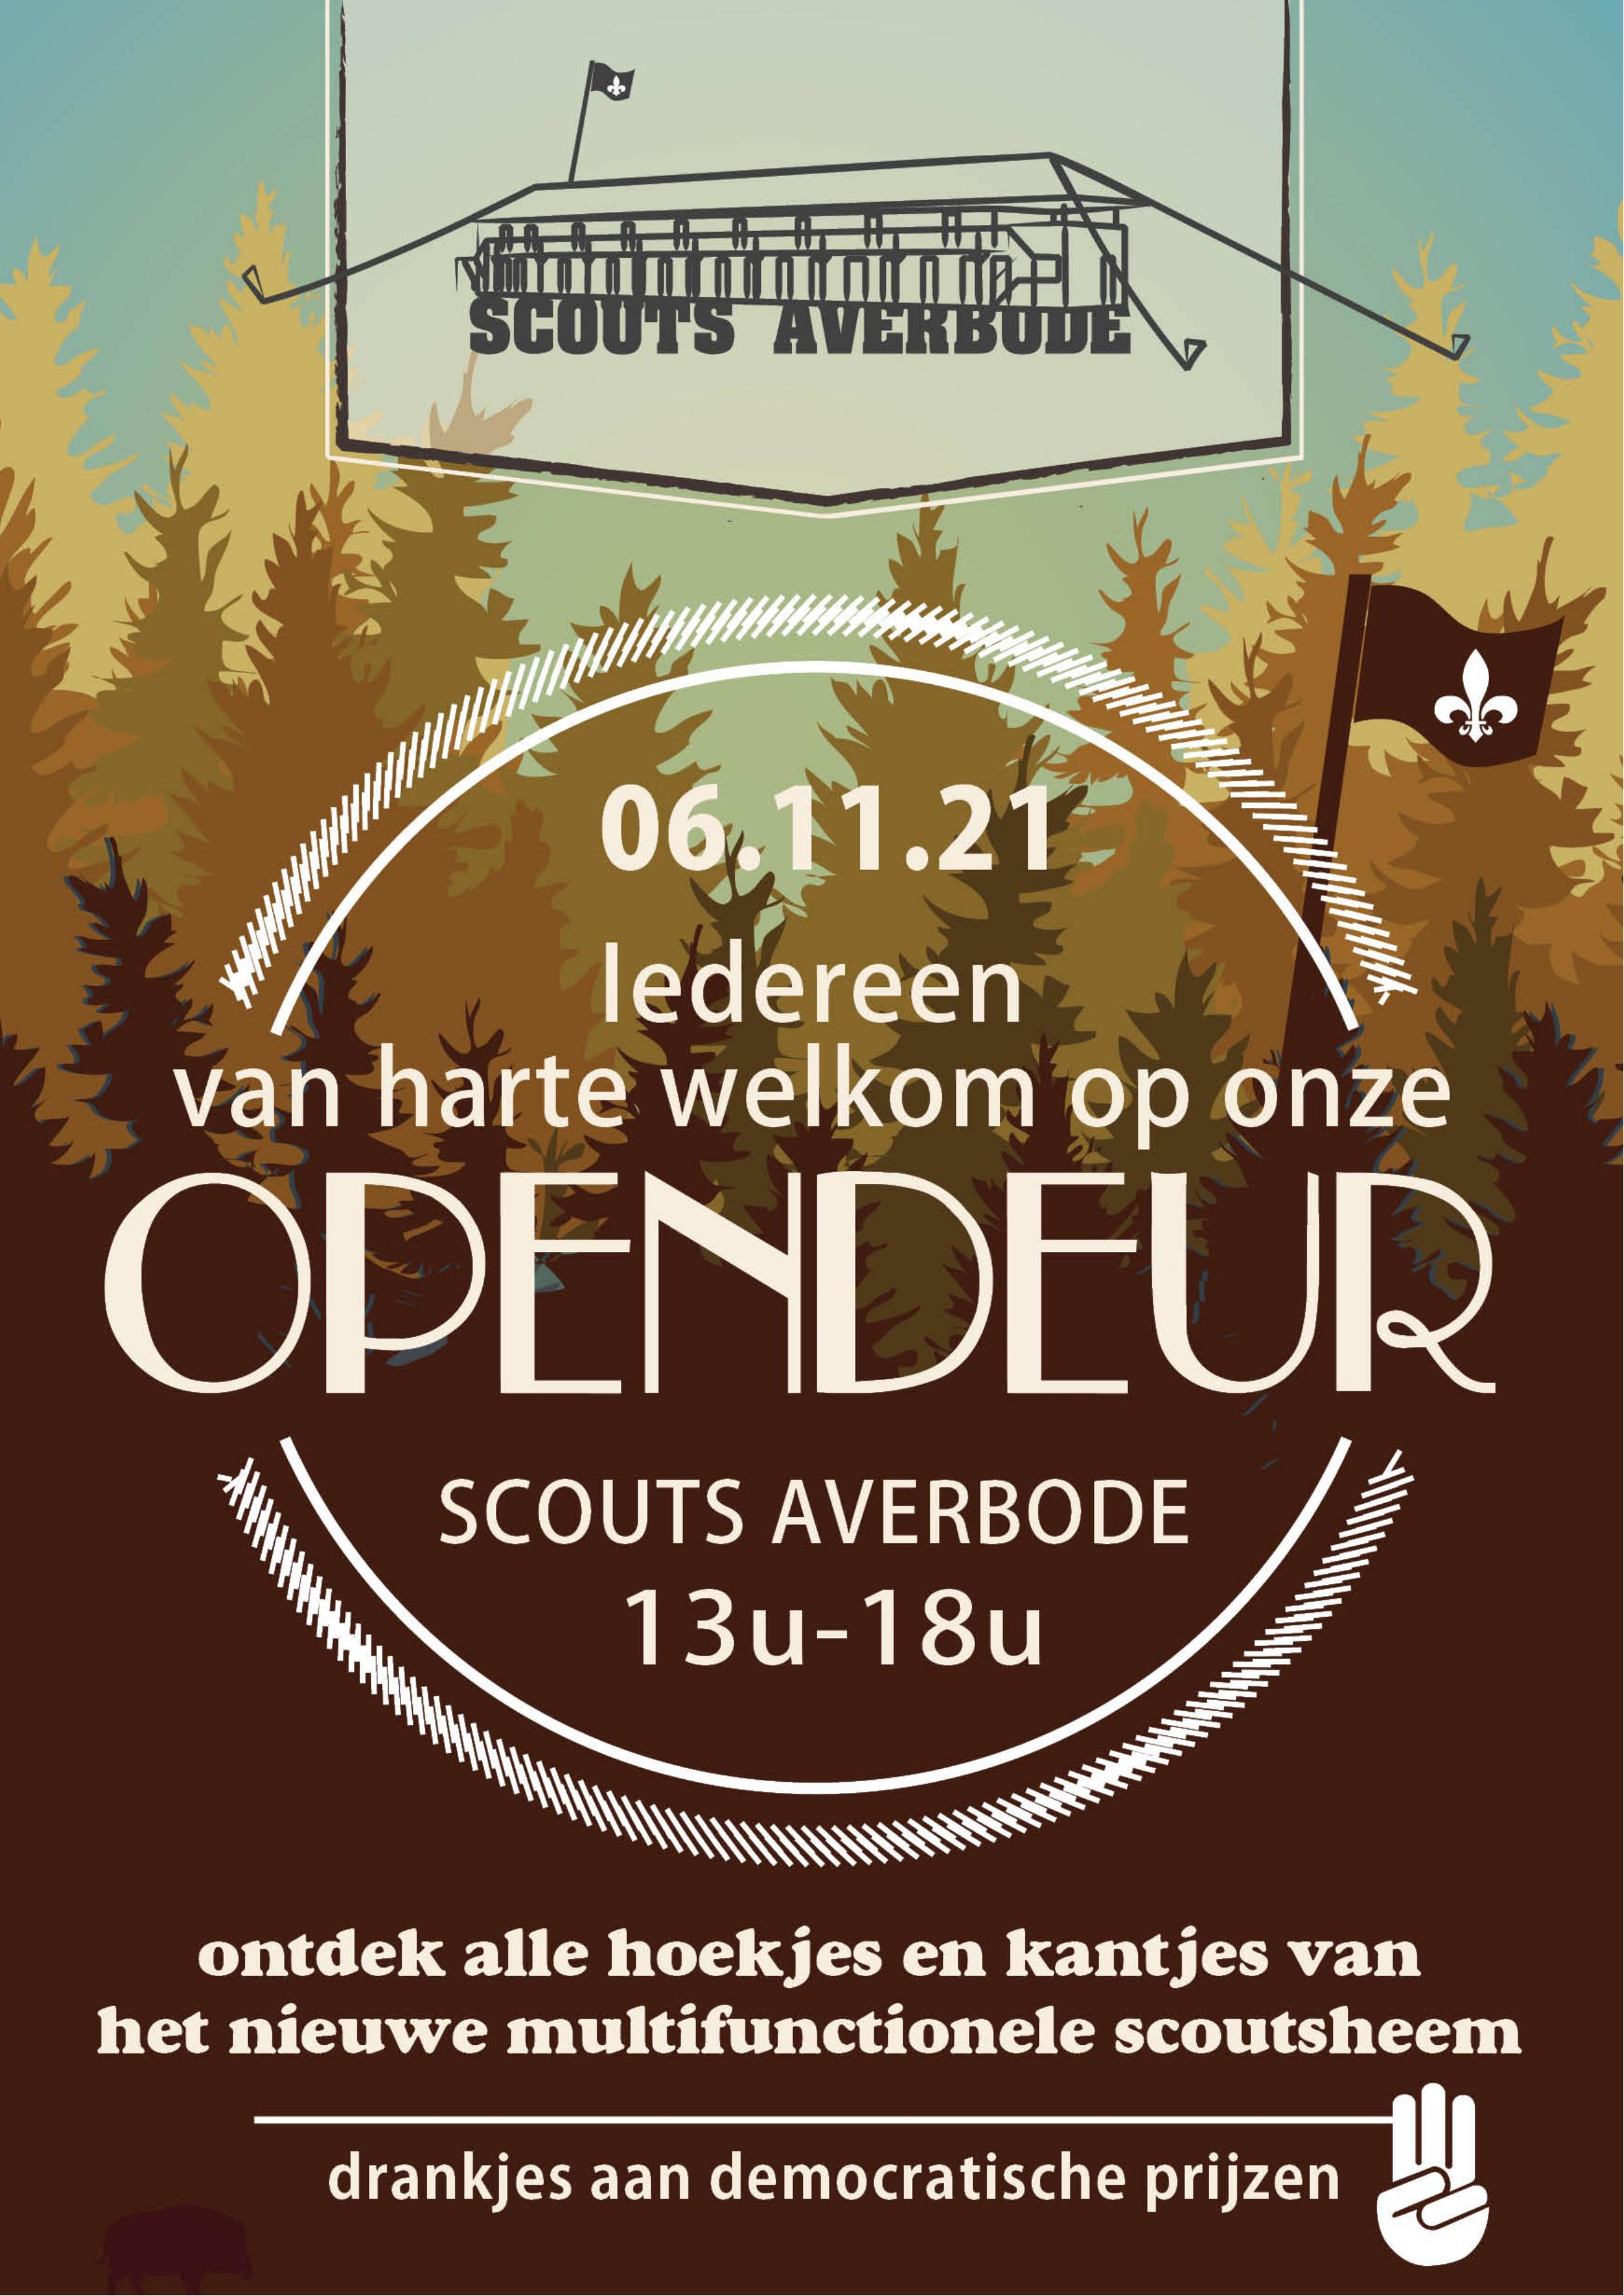 SCOUTS AVERBODE
06.11.21
Iedereen
van harte welkom op onze
OPENDEUR
SCOUTS AVERBODE
13u-18u
ontdek alle hoekjes en kantjes van
het nieuwe multifunctionele scoutsheem
drankjes aan democratische prijzen